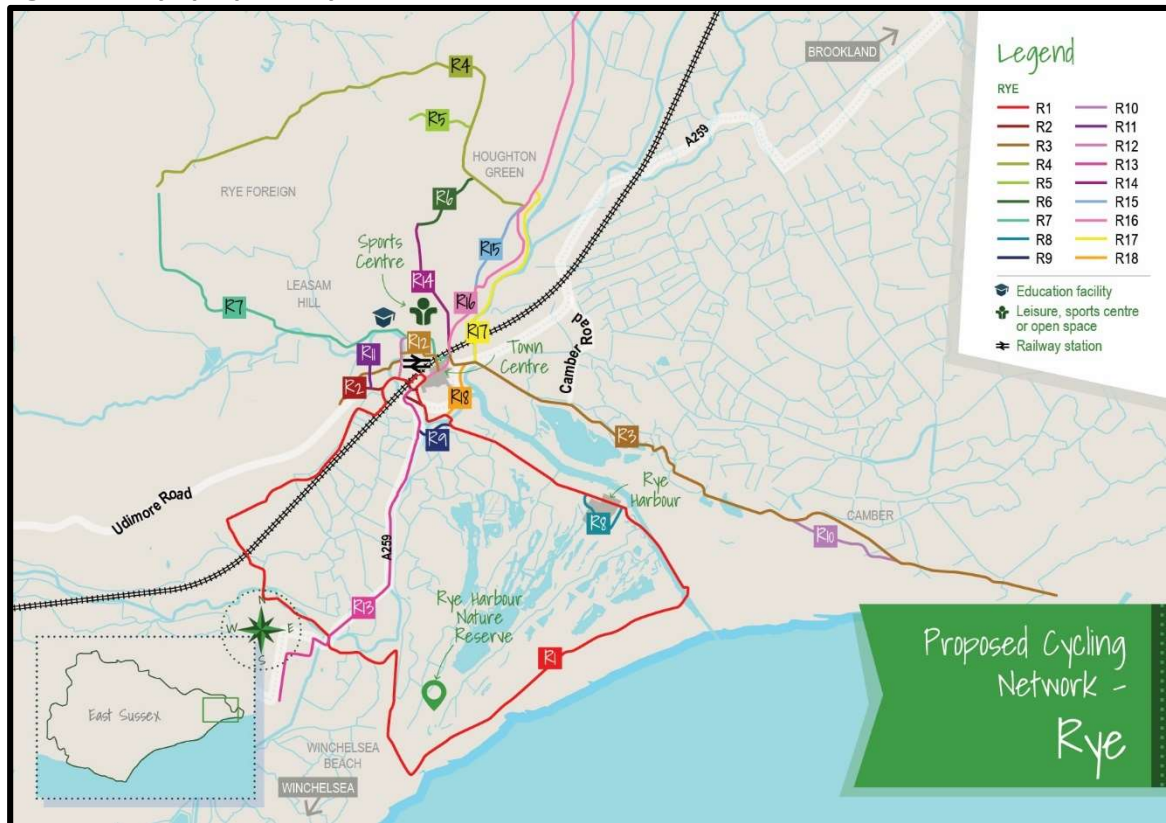 BROOKLAND
Legend
RYE
R1
R2
R3
R4
R5
R6
R7
R8
R9
R10
R11
R12
R13
R14
R15
R16
R17
R18
Education facility
Leisure, sports centre
or open space
Railway station
R4
R5
HOUGHTON
GREEN
A259
RYE FOREIGN
R6
Sports
Centre
R15
R14
LEASAM
HILL
R7
R16
R17
Camber Road
R12
R11
Town
Centre
R2
R18
R9
R3
Rye
Harbour
R8
Udimore Road
CAMBER
R10
A259
R13
Rye Harbour
Nature
Reserve
R1
N
W
E
S
East Sussex
WINCHELSEA
BEACH
WINCHELSEA
Proposed Cycling
Network -
Rye